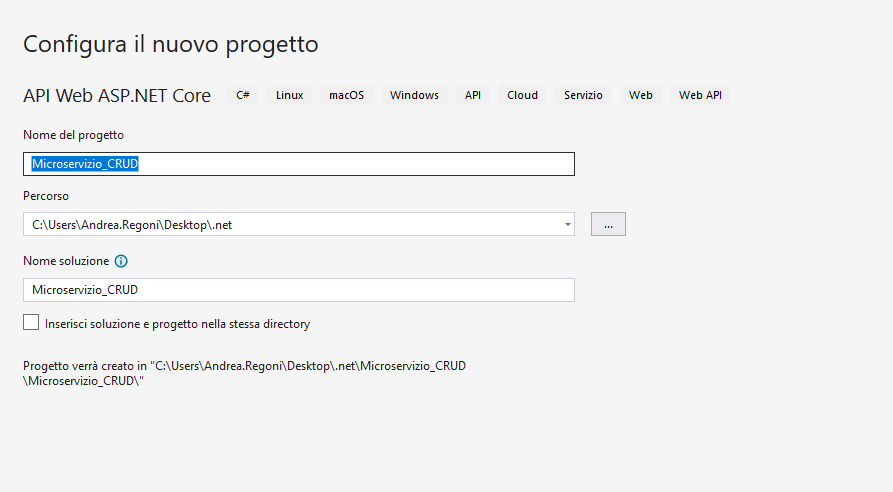 Configura il nuovo progetto
API Web ASP.NET Core C# Linux macOS Windows API Cloud Servizio Web Web API
Nome del progetto
Microservizio_CRUD
Percorso
C:\Users\Andrea.Regoni\Desktop\.net
...
Nome soluzione
Microservizio_CRUD
Inserisci soluzione e progetto nella stessa directory
Progetto verrà creato in "C:\Users\Andrea.Regoni\Desktop\.net\Microservizio_CRUD
\Microservizio_CRUD\"